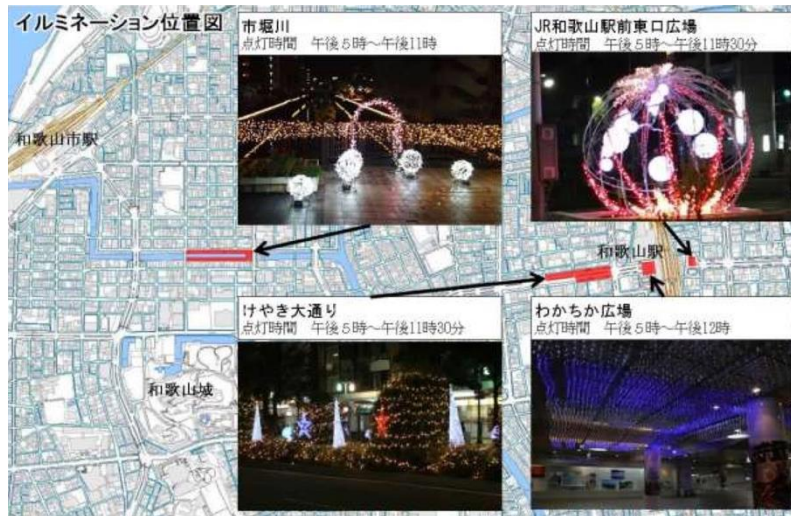 イルミネーション位置図
市堀川
点灯時間　午後５時～午後11時
JR和歌山駅前東口広場
点灯時間　午後５時～午後11時30分
和歌山市駅
和歌山駅
けやき大通り
点灯時間　午後５時～午後11時30分
わかちか広場
点灯時間　午後５時～午後12時
和歌山城